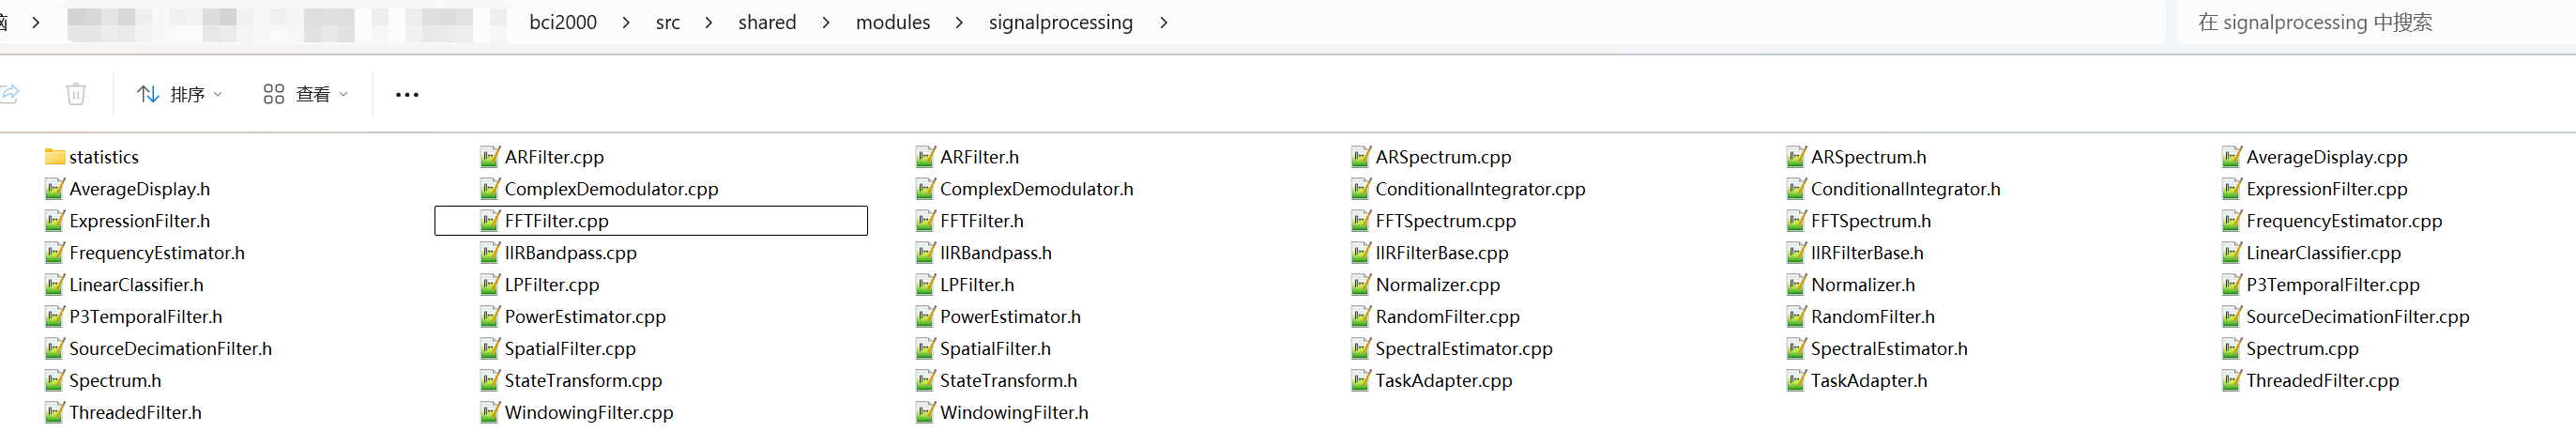 bci2000 > src > shared > modules > signalprocessing > 在 signalprocessing 中搜索
排序 查看 ...
statistics ARFilter.cpp ARFilter.h ARSpectrum.cpp ARSpectrum.h AverageDisplay.cpp
AverageDisplay.h ComplexDemodulator.cpp ComplexDemodulator.h ConditionalIntegrator.cpp ConditionalIntegrator.h ExpressionFilter.cpp
ExpressionFilter.h FFTFilter.cpp FFTFilter.h FFTSpectrum.cpp FFTSpectrum.h FrequencyEstimator.cpp
FrequencyEstimator.h IIRBandpass.cpp IIRBandpass.h IIRFilterBase.cpp IIRFilterBase.h LinearClassifier.cpp
LinearClassifier.h LPFilter.cpp LPFilter.h Normalizer.cpp Normalizer.h P3TemporalFilter.cpp
P3TemporalFilter.h PowerEstimator.cpp PowerEstimator.h RandomFilter.cpp RandomFilter.h SourceDecimationFilter.cpp
SourceDecimationFilter.h SpatialFilter.cpp SpatialFilter.h SpectralEstimator.cpp SpectralEstimator.h Spectrum.cpp
Spectrum.h StateTransform.cpp StateTransform.h TaskAdapter.cpp TaskAdapter.h ThreadedFilter.cpp
ThreadedFilter.h WindowingFilter.cpp WindowingFilter.h